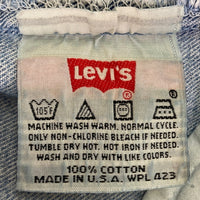 LEVI'S
®
105F
MACHINE WASH WARM. NORMAL CYCLE.
ONLY NON-CHLORINE BLEACH IF NEEDED.
TUMBLE DRY HOT. HOT IRON IF NEEDED.
WASH AND DRY WITH LIKE COLORS.
100% COTTON
MADE IN U.S.A. WPL 423